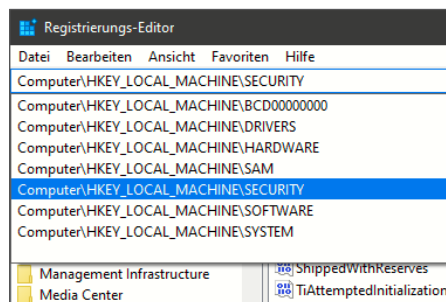 Registrierungs-Editor
Datei Bearbeiten Ansicht Favoriten Hilfe
Computer\HKEY_LOCAL_MACHINE\SECURITY
Computer\HKEY_LOCAL_MACHINE\BCD00000000
Computer\HKEY_LOCAL_MACHINE\DRIVERS
Computer\HKEY_LOCAL_MACHINE\HARDWARE
Computer\HKEY_LOCAL_MACHINE\SAM
Computer\HKEY_LOCAL_MACHINE\SECURITY
Computer\HKEY_LOCAL_MACHINE\SOFTWARE
Computer\HKEY_LOCAL_MACHINE\SYSTEM
Management Infrastructure
ShippedWithReserves
Media Center
TiAttemptedInitialization